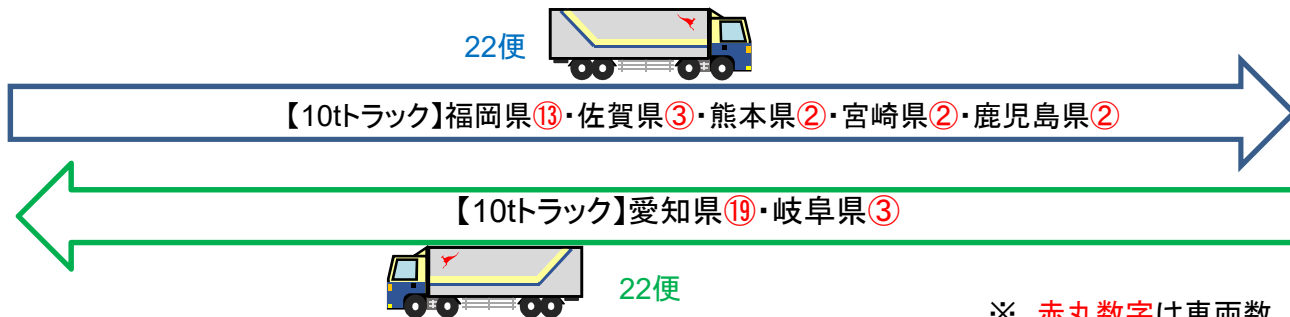 22便
【10tトラック】福岡県⑬・佐賀県③・熊本県②・宮崎県②・鹿児島県②
【10tトラック】愛知県⑲・岐阜県③
22便
※ 赤丸数字は車両数